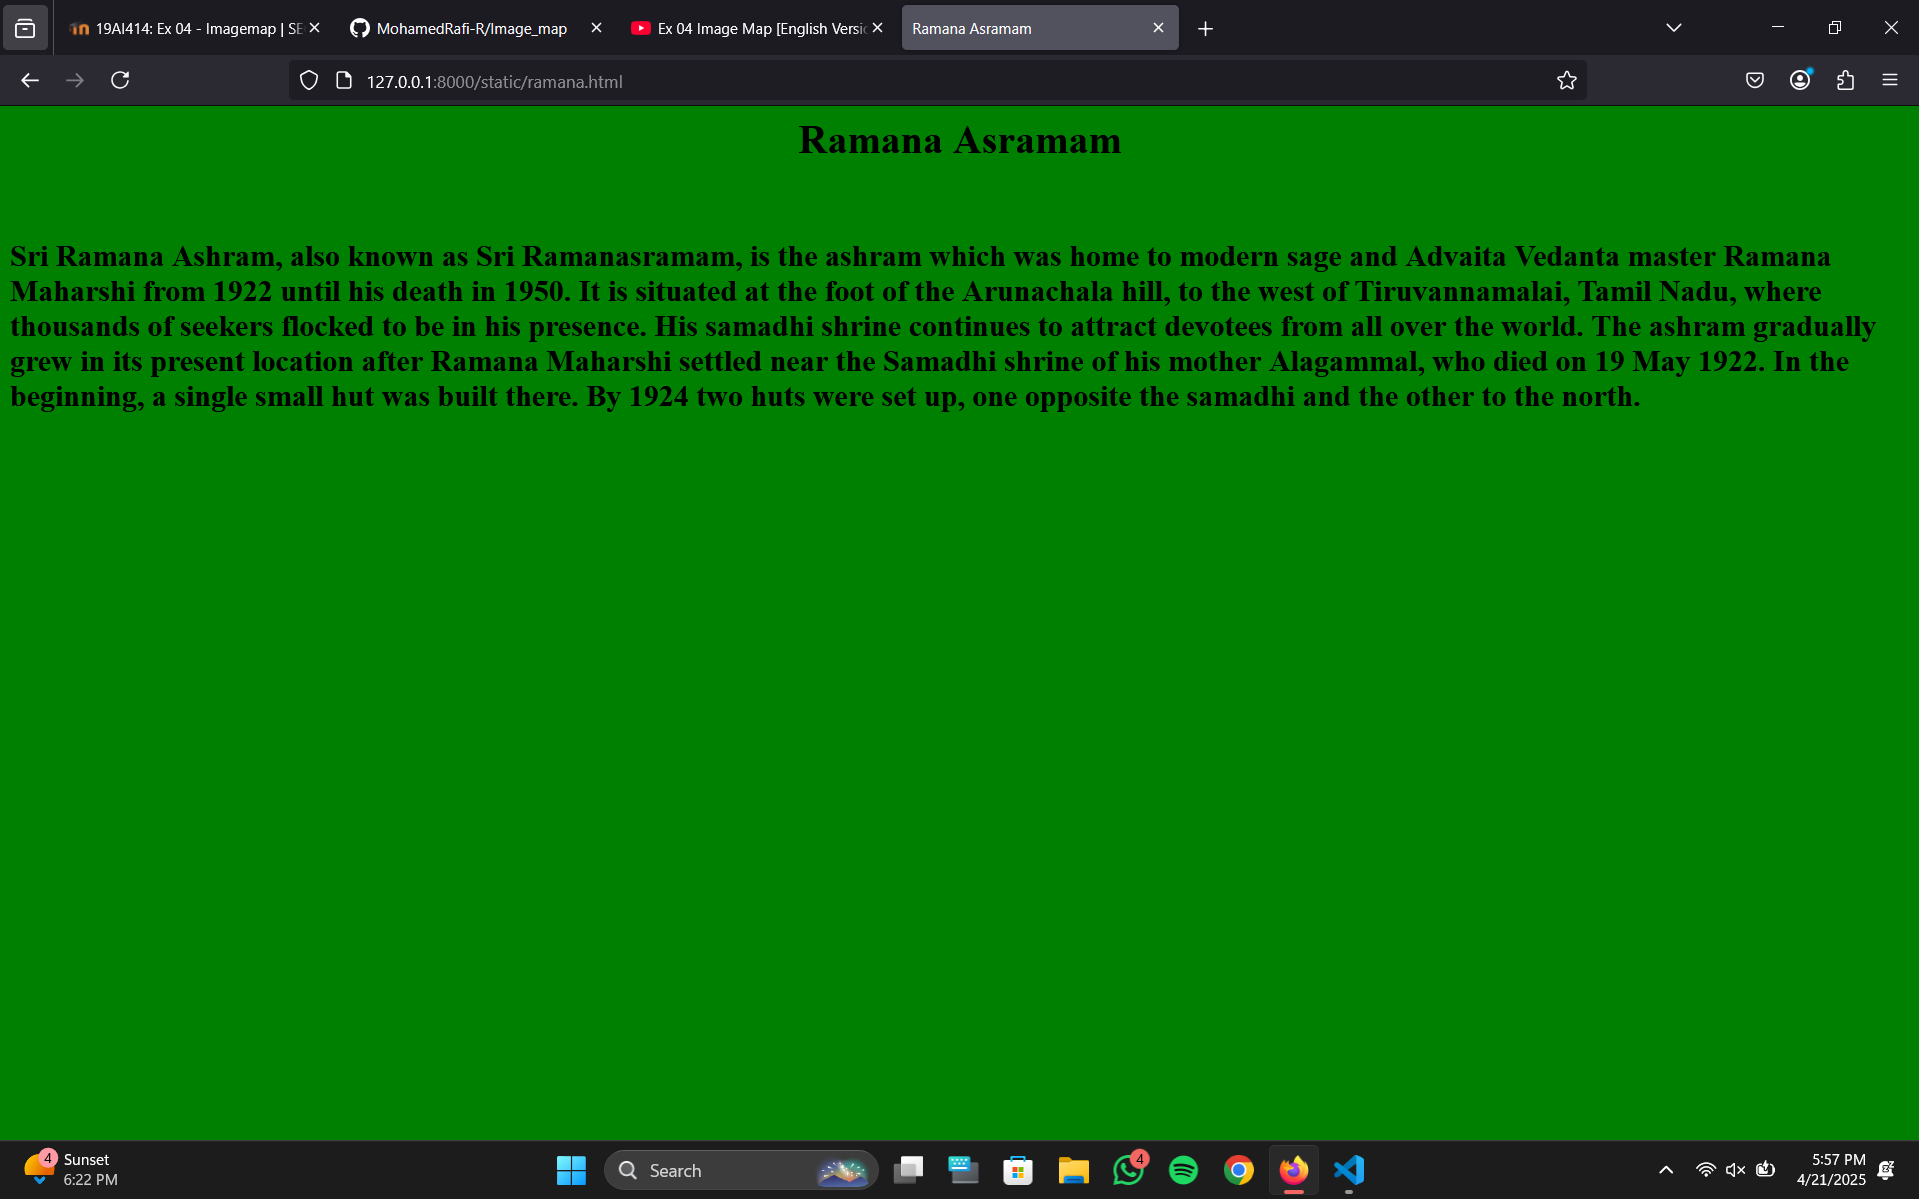 19AI414: Ex 04 - Imagemap | SE
MohamedRafi-R/Image_map
Ex 04 Image Map [English Versio
Ramana Asramam
127.0.0.1:8000/static/ramana.html
Ramana Asramam
Sri Ramana Ashram, also known as Sri Ramanasramam, is the ashram which was home to modern sage and Advaita Vedanta master Ramana
Maharshi from 1922 until his death in 1950. It is situated at the foot of the Arunachala hill, to the west of Tiruvannamalai, Tamil Nadu, where
thousands of seekers flocked to be in his presence. His samadhi shrine continues to attract devotees from all over the world. The ashram gradually
grew in its present location after Ramana Maharshi settled near the Samadhi shrine of his mother Alagammal, who died on 19 May 1922. In the
beginning, a single small hut was built there. By 1924 two huts were set up, one opposite the samadhi and the other to the north.
4
Sunset
6:22 PM
Search
4
5:57 PM
4/21/2025